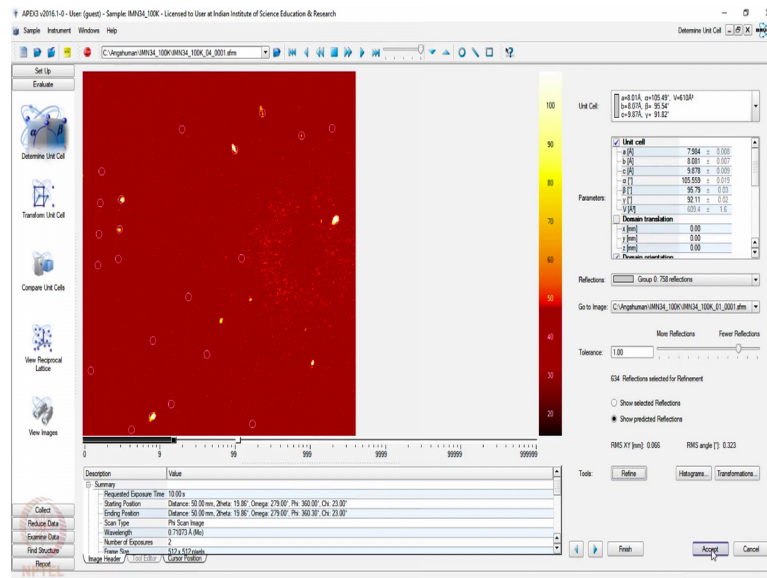 APEX3 v2016.1-0 - User: (guest) - Sample: IMN34_100K - Licensed to User at Indian Institute of Science Education & Research
Sample Instrument Windows Help
Determine Unit Cell
C:\Angshuman\IMN34_100K\IMN34_100K_04_0001.sfrm
Set Up
Evaluate
Determine Unit Cell
Transform Unit Cell
Compare Unit Cells
View Reciprocal
Lattice
View Images
Collect
Reduce Data
Examine Data
Find Structure
Report
NPTEL
100
90
80
70
60
50
40
30
20
0 9 99 999 9999 99999 999999
Description Value
Summary
Requested Exposure Time 10.00 s
Starting Position Distance: 50.00 mm, 2theta: 19.86°, Omega: 279.00°, Phi: 360.00°, Chi: 23.00°
Ending Position Distance: 50.00 mm, 2theta: 19.86°, Omega: 279.00°, Phi: 360.30°, Chi: 23.00°
Scan Type Phi Scan Image
Wavelength 0.71073 Å (Mo)
Number of Exposures 2
Frame Size 512 x 512 pixels
Image Header Tool Editor Cursor Position
Unit Cell:
a=8.01Å, α=105.49°, V=610Å³
b=8.07Å, β= 95.54°
c=9.87Å, γ= 91.82°
Parameters:
Unit cell
a [Å] 7.984 ± 0.008
b [Å] 8.081 ± 0.007
c [Å] 9.878 ± 0.009
α [°] 105.559 ± 0.019
β [°] 95.79 ± 0.03
γ [°] 92.11 ± 0.02
V [Å³] 609.4 ± 1.6
Domain translation
x [mm] 0.00
y [mm] 0.00
z [mm] 0.00
Domain orientation
Reflections: Group 0: 758 reflections
Go to Image: C:\Angshuman\IMN34_100K\IMN34_100K_01_0001.sfrm
More Reflections Fewer Reflections
Tolerance: 1.00
634 Reflections selected for Refinement
Show selected Reflections
Show predicted Reflections
RMS XY [mm]: 0.066 RMS angle [°]: 0.323
Tools: Refine Histograms... Transformations...
Finish Accept Cancel